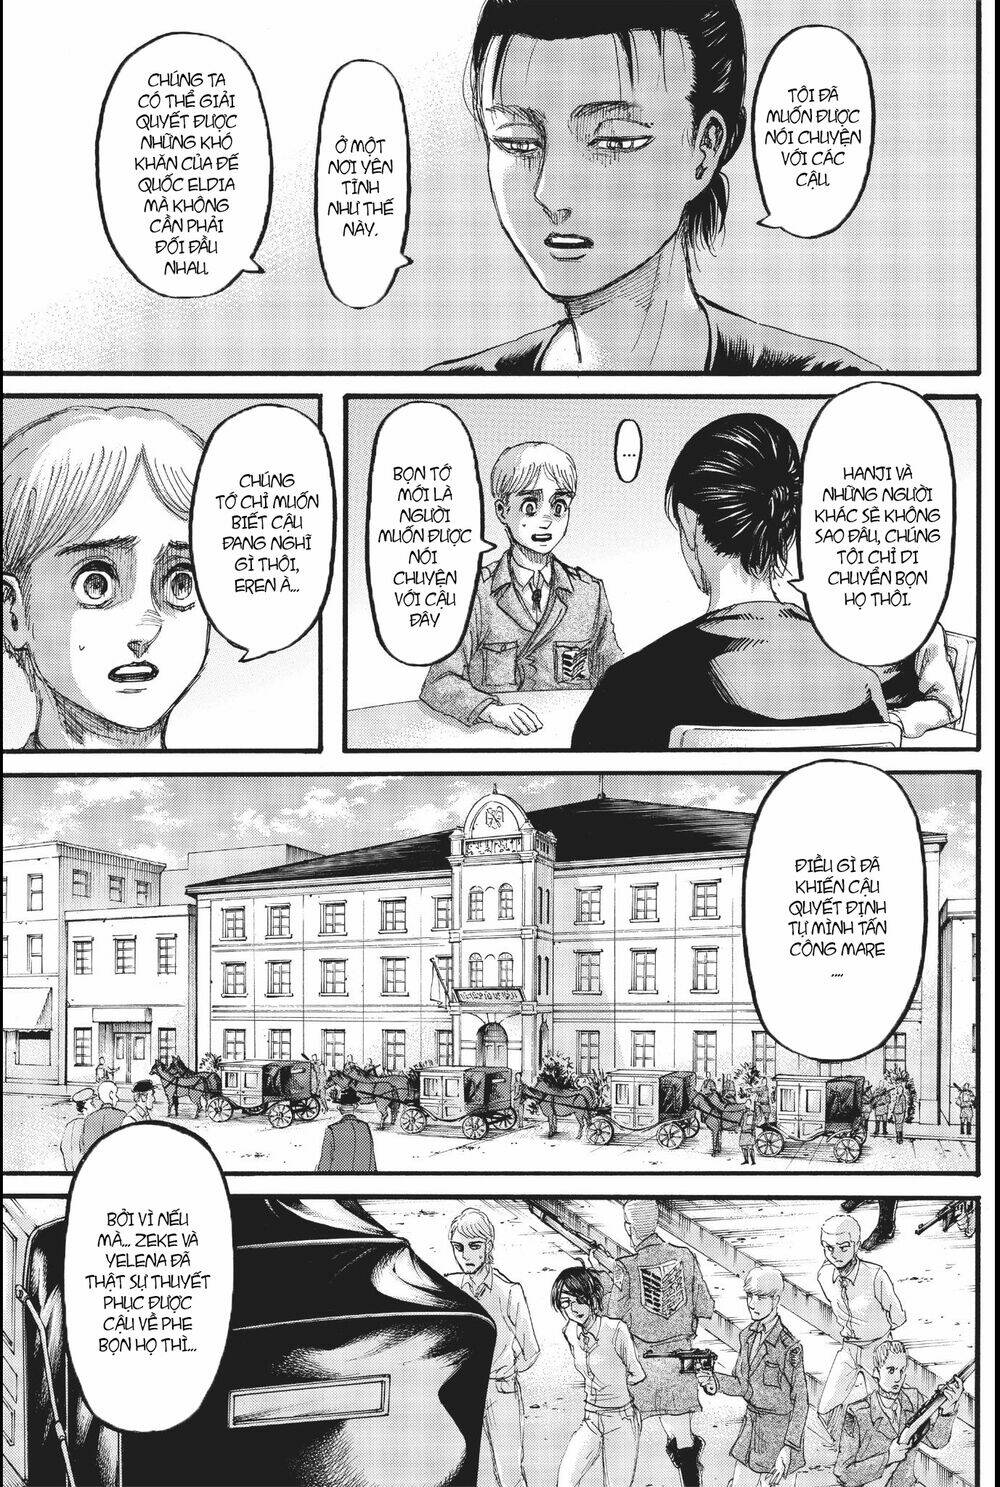 TÔI ĐÃ
MUỐN ĐƯỢC
NÓI CHUYỆN
VỚI CÁC
CẬU.
Ở MỘT
NƠI YÊN
TĨNH
NHƯ THẾ
NÀY.
CHÚNG TA
CÓ THỂ GIẢI
QUYẾT ĐƯỢC
NHỮNG KHÓ
KHĂN CỦA ĐẾ
QUỐC ELDIA
MÀ KHÔNG
CẦN PHẢI
ĐỐI ĐẦU
NHAU.
HANJI VÀ
NHỮNG NGƯỜI
KHÁC SẼ KHÔNG
SAO ĐÂU, CHÚNG
TÔI CHỈ DI
CHUYỂN BỌN
HỌ THÔI.
...
BỌN TỚ
MỚI LÀ
NGƯỜI
MUỐN ĐƯỢC
NÓI
CHUYỆN
VỚI CẬU
ĐÂY
CHÚNG
TỚ CHỈ MUỐN
BIẾT CẬU
ĐANG NGHĨ
GÌ THÔI,
EREN À...
ĐIỀU GÌ ĐÃ
KHIẾN CẬU
QUYẾT ĐỊNH
TỰ MÌNH TẤN
CÔNG MARE
....
BỞI VÌ NẾU
MÀ... ZEKE VÀ
YELENA ĐÃ
THẬT SỰ THUYẾT
PHỤC ĐƯỢC
CẬU VỀ PHE
BỌN HỌ THÌ...